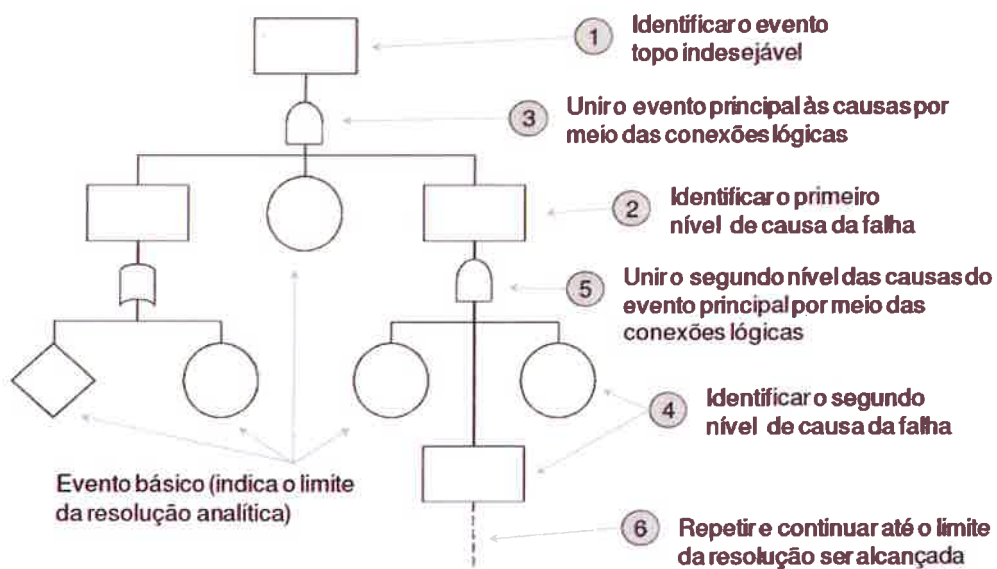 1 Identificar o evento
topo indesejável
3 Unir o evento principal às causas por
meio das conexões lógicas
2 Identificar o primeiro
nível de causa da falha
5 Unir o segundo nível das causas do
evento principal por meio das
conexões lógicas
4 Identificar o segundo
nível de causa da falha
Evento básico (indica o limite
da resolução analítica)
6 Repetir e continuar até o limite
da resolução ser alcançada